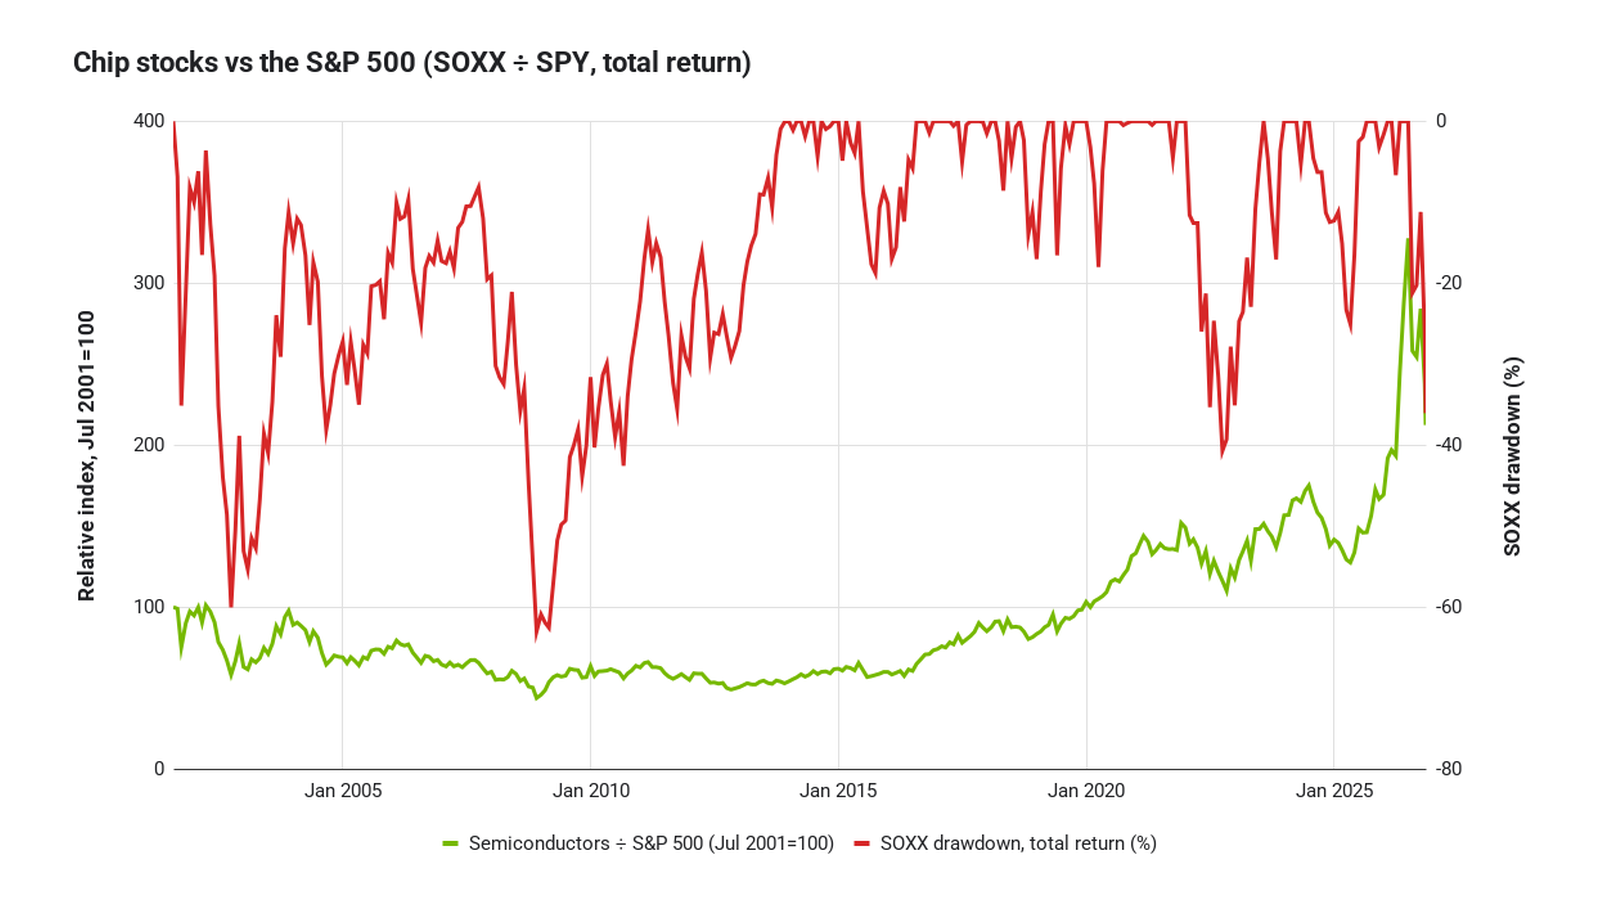 Chip stocks vs the S&P 500 (SOXX ÷ SPY, total return)
Relative index, Jul 2001=100
400
300
200
100
0
0
-20
-40
-60
-80
SOXX drawdown (%)
Jan 2005
Jan 2010
Jan 2015
Jan 2020
Jan 2025
Semiconductors ÷ S&P 500 (Jul 2001=100)
SOXX drawdown, total return (%)